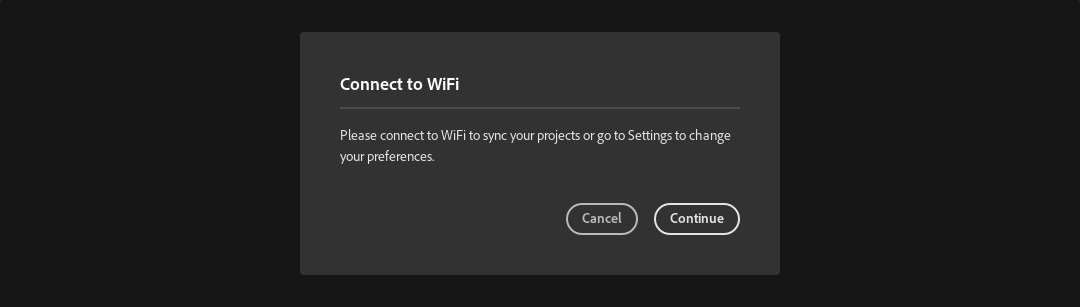 Connect to WiFi
Please connect to WiFi to sync your projects or go to Settings to change
your preferences.
Cancel
Continue